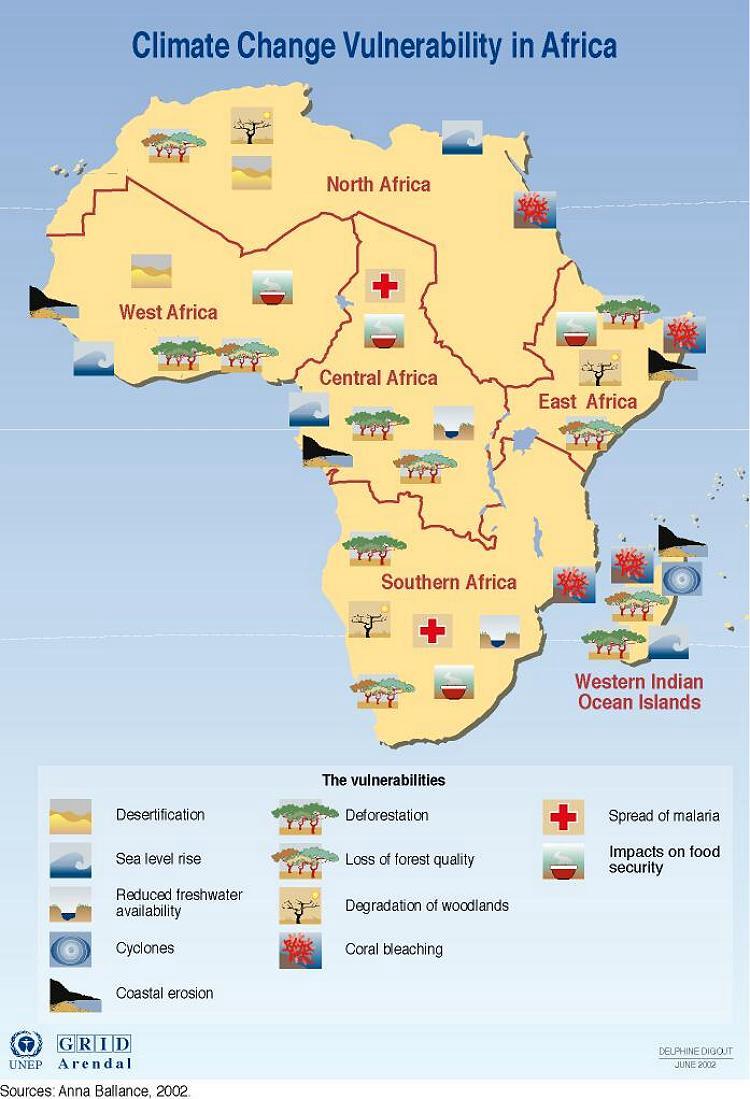 Climate Change Vulnerability in Africa
North Africa
West Africa
Central Africa
East Africa
Southern Africa
Western Indian
Ocean Islands
The vulnerabilities
Desertification
Sea level rise
Reduced freshwater
availability
Cyclones
Coastal erosion
Deforestation
Loss of forest quality
Degradation of woodlands
Coral bleaching
Spread of malaria
Impacts on food
security
UNEP
GRID
Arendal
DELPHINE DIGOUT
JUNE 2002
Sources: Anna Ballance, 2002.